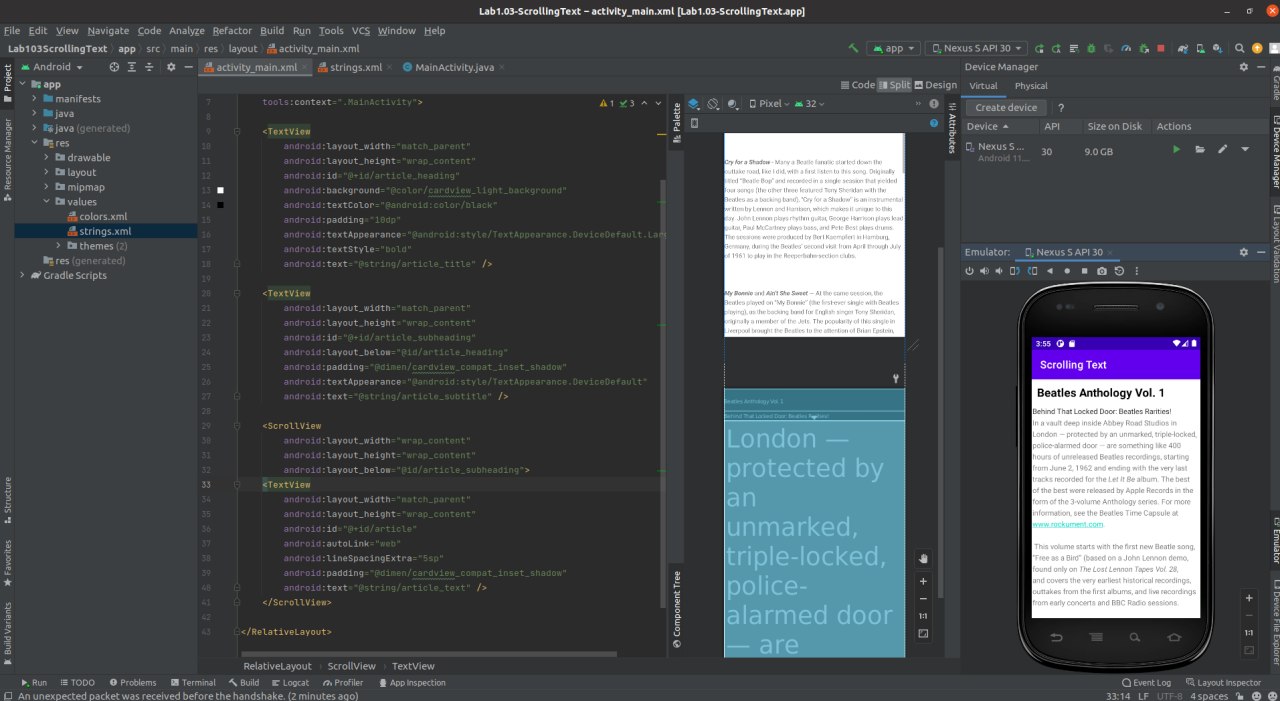 Lab1.03-ScrollingText – activity_main.xml [Lab1.03-ScrollingText.app]
File Edit View Navigate Code Analyze Refactor Build Run Tools VCS Window Help
Lab103ScrollingText app src main res layout activity_main.xml
app Nexus S API 30
Project
Android
activity_main.xml strings.xml MainActivity.java
app
manifests
java
java (generated)
res
drawable
layout
mipmap
values
colors.xml
strings.xml
themes (2)
res (generated)
Gradle Scripts
Resource Manager
Structure
Favorites
Build Variants
Code Split Design
1 3
7 tools:context=".MainActivity">
8
9 <TextView
10 android:layout_width="match_parent"
11 android:layout_height="wrap_content"
12 android:id="@+id/article_heading"
13 android:background="@color/cardview_light_background"
14 android:textColor="@android:color/black"
15 android:padding="10dp"
16 android:textAppearance="@android:style/TextAppearance.DeviceDefault.Lar
17 android:textStyle="bold"
18 android:text="@string/article_title" />
19
20 <TextView
21 android:layout_width="match_parent"
22 android:layout_height="wrap_content"
23 android:id="@+id/article_subheading"
24 android:layout_below="@id/article_heading"
25 android:padding="@dimen/cardview_compat_inset_shadow"
26 android:textAppearance="@android:style/TextAppearance.DeviceDefault"
27 android:text="@string/article_subtitle" />
28
29 <ScrollView
30 android:layout_width="wrap_content"
31 android:layout_height="wrap_content"
32 android:layout_below="@id/article_subheading">
33 <TextView
34 android:layout_width="match_parent"
35 android:layout_height="wrap_content"
36 android:id="@+id/article"
37 android:autoLink="web"
38 android:lineSpacingExtra="5sp"
39 android:padding="@dimen/cardview_compat_inset_shadow"
40 android:text="@string/article_text" />
41 </ScrollView>
42
43 </RelativeLayout>
RelativeLayout ScrollView TextView
Palette
Component Tree
Attributes
Pixel 32
Cry for a Shadow - Many a Beatle fanatic started down the
outtake road, like I did, with a first listen to this song. Originally
titled "Beatle Bop" and recorded in a single session that yielded
four songs (the other three featured Tony Sheridan with the
Beatles as a backing band), "Cry for a Shadow" is an instrumental
written by Lennon and Harrison, which makes it unique to this
day. John Lennon plays rhythm guitar, George Harrison plays lead
guitar, Paul McCartney plays bass, and Pete Best plays drums.
The sessions were produced by Bert Kaempfert in Hamburg,
Germany, during the Beatles' second visit from April through July
of 1961 to play in the Reeperbahn-section clubs.
My Bonnie and Ain't She Sweet — At the same session, the
Beatles played on "My Bonnie" (the first-ever single with Beatles
playing), as the backing band for English singer Tony Sheridan,
originally a member of the Jets. The popularity of this single in
Liverpool brought the Beatles to the attention of Brian Epstein,
Beatles Anthology Vol. 1
Behind That Locked Door: Beatles Rarities!
London —
protected by
an
unmarked,
triple-locked,
police-
alarmed door
— are
1:1
Device Manager
Virtual Physical
Create device ?
Device API Size on Disk Actions
Nexus S ... 30 9.0 GB
Android 11...
Emulator: Nexus S API 30
3:55
Scrolling Text
Beatles Anthology Vol. 1
Behind That Locked Door: Beatles Rarities!
In a vault deep inside Abbey Road Studios in
London — protected by an unmarked, triple-locked,
police-alarmed door — are something like 400
hours of unreleased Beatles recordings, starting
from June 2, 1962 and ending with the very last
tracks recorded for the Let It Be album. The best
of the best were released by Apple Records in the
form of the 3-volume Anthology series. For more
information, see the Beatles Time Capsule at
www.rockument.com
This volume starts with the first new Beatle song,
"Free as a Bird" (based on a John Lennon demo,
found only on The Lost Lennon Tapes Vol. 28,
and covers the very earliest historical recordings,
outtakes from the first albums, and live recordings
from early concerts and BBC Radio sessions.
1:1
Gradle
Device Manager
App Inspection
Emulator
Device File Explorer
Run TODO Problems Terminal Build Logcat Profiler App Inspection
Event Log Layout Inspector
An unexpected packet was received before the handshake. (2 minutes ago)
33:14 LF UTF-8 4 spaces